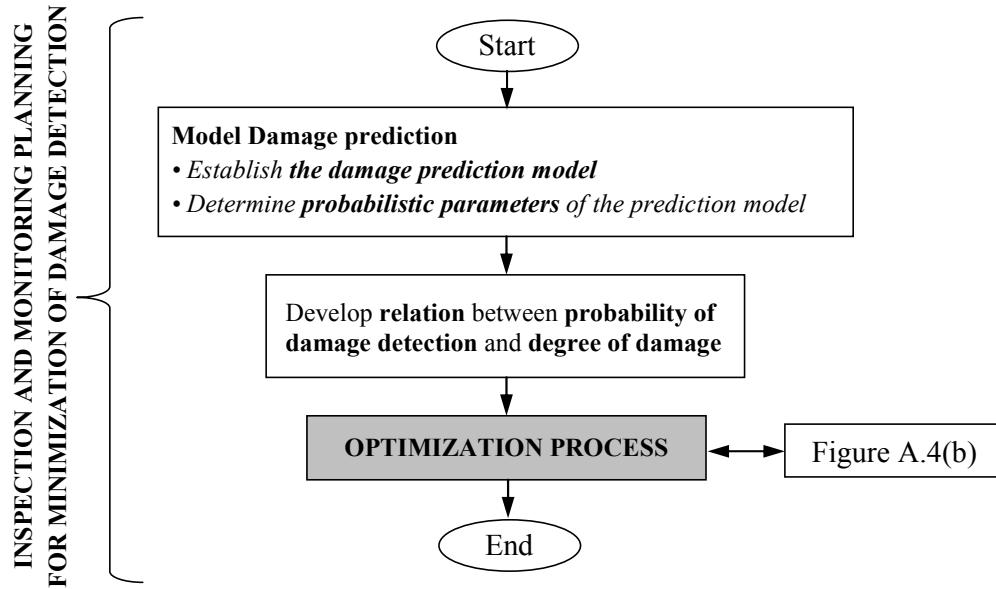 INSPECTION AND MONITORING PLANNING
FOR MINIMIZATION OF DAMAGE DETECTION
Start
Model Damage prediction
• Establish the damage prediction model
• Determine probabilistic parameters of the prediction model
Develop relation between probability of
damage detection and degree of damage
OPTIMIZATION PROCESS
Figure A.4(b)
End